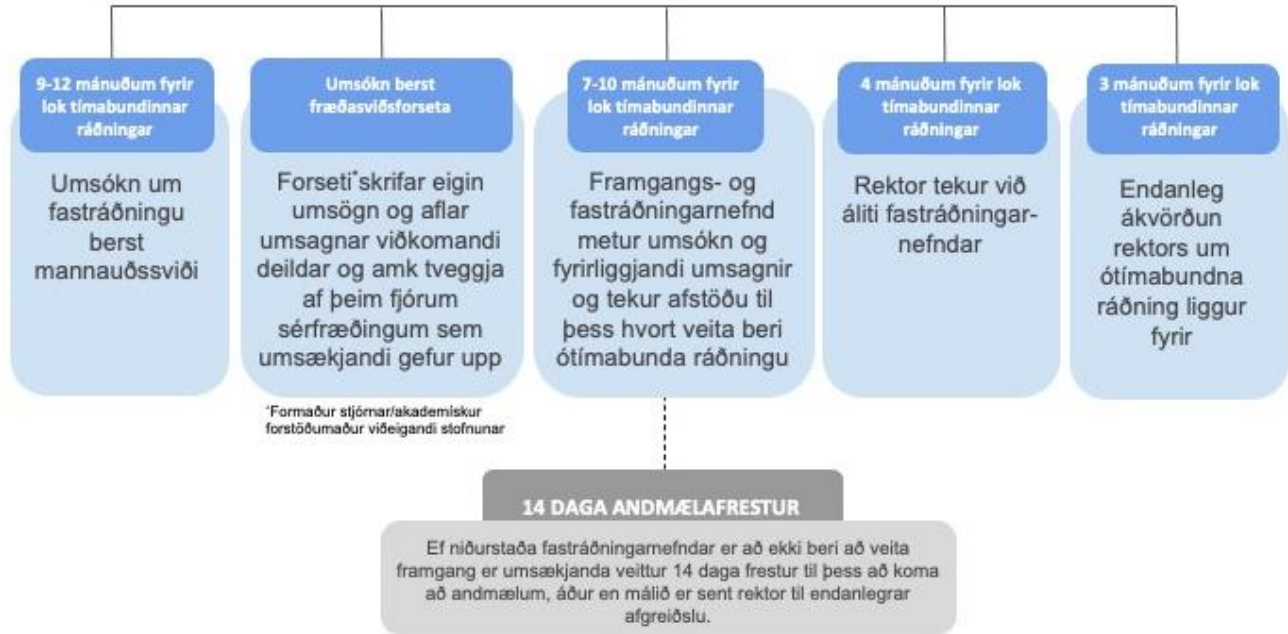 9-12 mánuðum fyrir
lok tímabundinnar
ráðningar
Umsókn um
fastráðningu
berst
mannauðssviði
Umsókn berst
fræðasviðsforseta
Forseti*skrifar eigin
umsögn og aflar
umsagnar viðkomandi
deildar og amk tveggja
af þeim fjórum
sérfræðingum sem
umsækjandi gefur upp
*Formaður stjórnar/akademískur
forstöðumaður viðeigandi stofnunar
7-10 mánuðum fyrir
lok tímabundinnar
ráðningar
Framgangs- og
fastráðningarnefnd
metur umsókn og
fyrirliggjandi umsagnir
og tekur afstöðu til
þess hvort veita beri
ótímabunda ráðningu
4 mánuðum fyrir lok
tímabundinnar
ráðningar
Rektor tekur við
áliti fastráðningar-
nefndar
3 mánuðum fyrir lok
tímabundinnar
ráðningar
Endanleg
ákvörðun
rektors um
ótímabundna
ráðning liggur
fyrir
14 DAGA ANDMÆLAFRESTUR
Ef niðurstaða fastráðningarnefndar er að ekki beri að veita
framgang er umsækjanda veittur 14 daga frestur til þess að koma
að andmælum, áður en málið er sent rektor til endanlegrar
afgreiðslu.